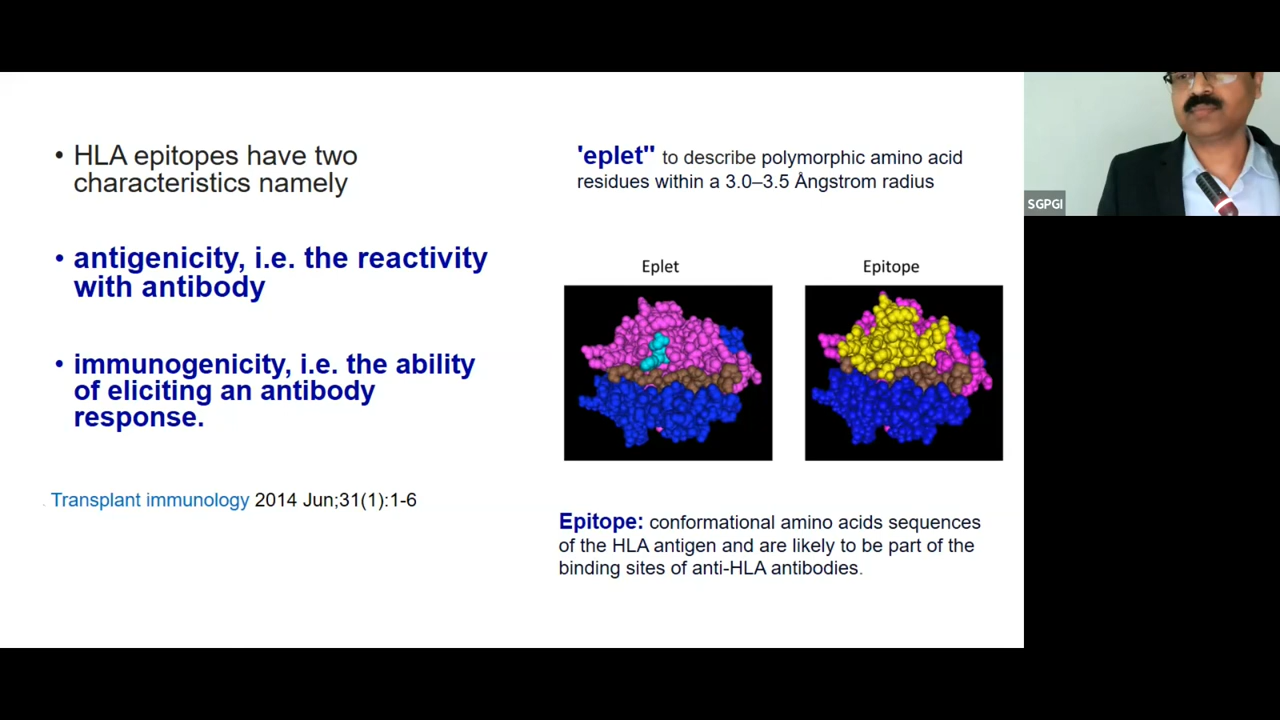 • HLA epitopes have two
characteristics namely
• antigenicity, i.e. the reactivity
with antibody
• immunogenicity, i.e. the ability
of eliciting an antibody
response.
. Transplant immunology 2014 Jun;31(1):1-6
'eplet" to describe polymorphic amino acid
residues within a 3.0–3.5 Ångstrom radius
Eplet
Epitope
Epitope: conformational amino acids sequences
of the HLA antigen and are likely to be part of the
binding sites of anti-HLA antibodies.
SGPGI